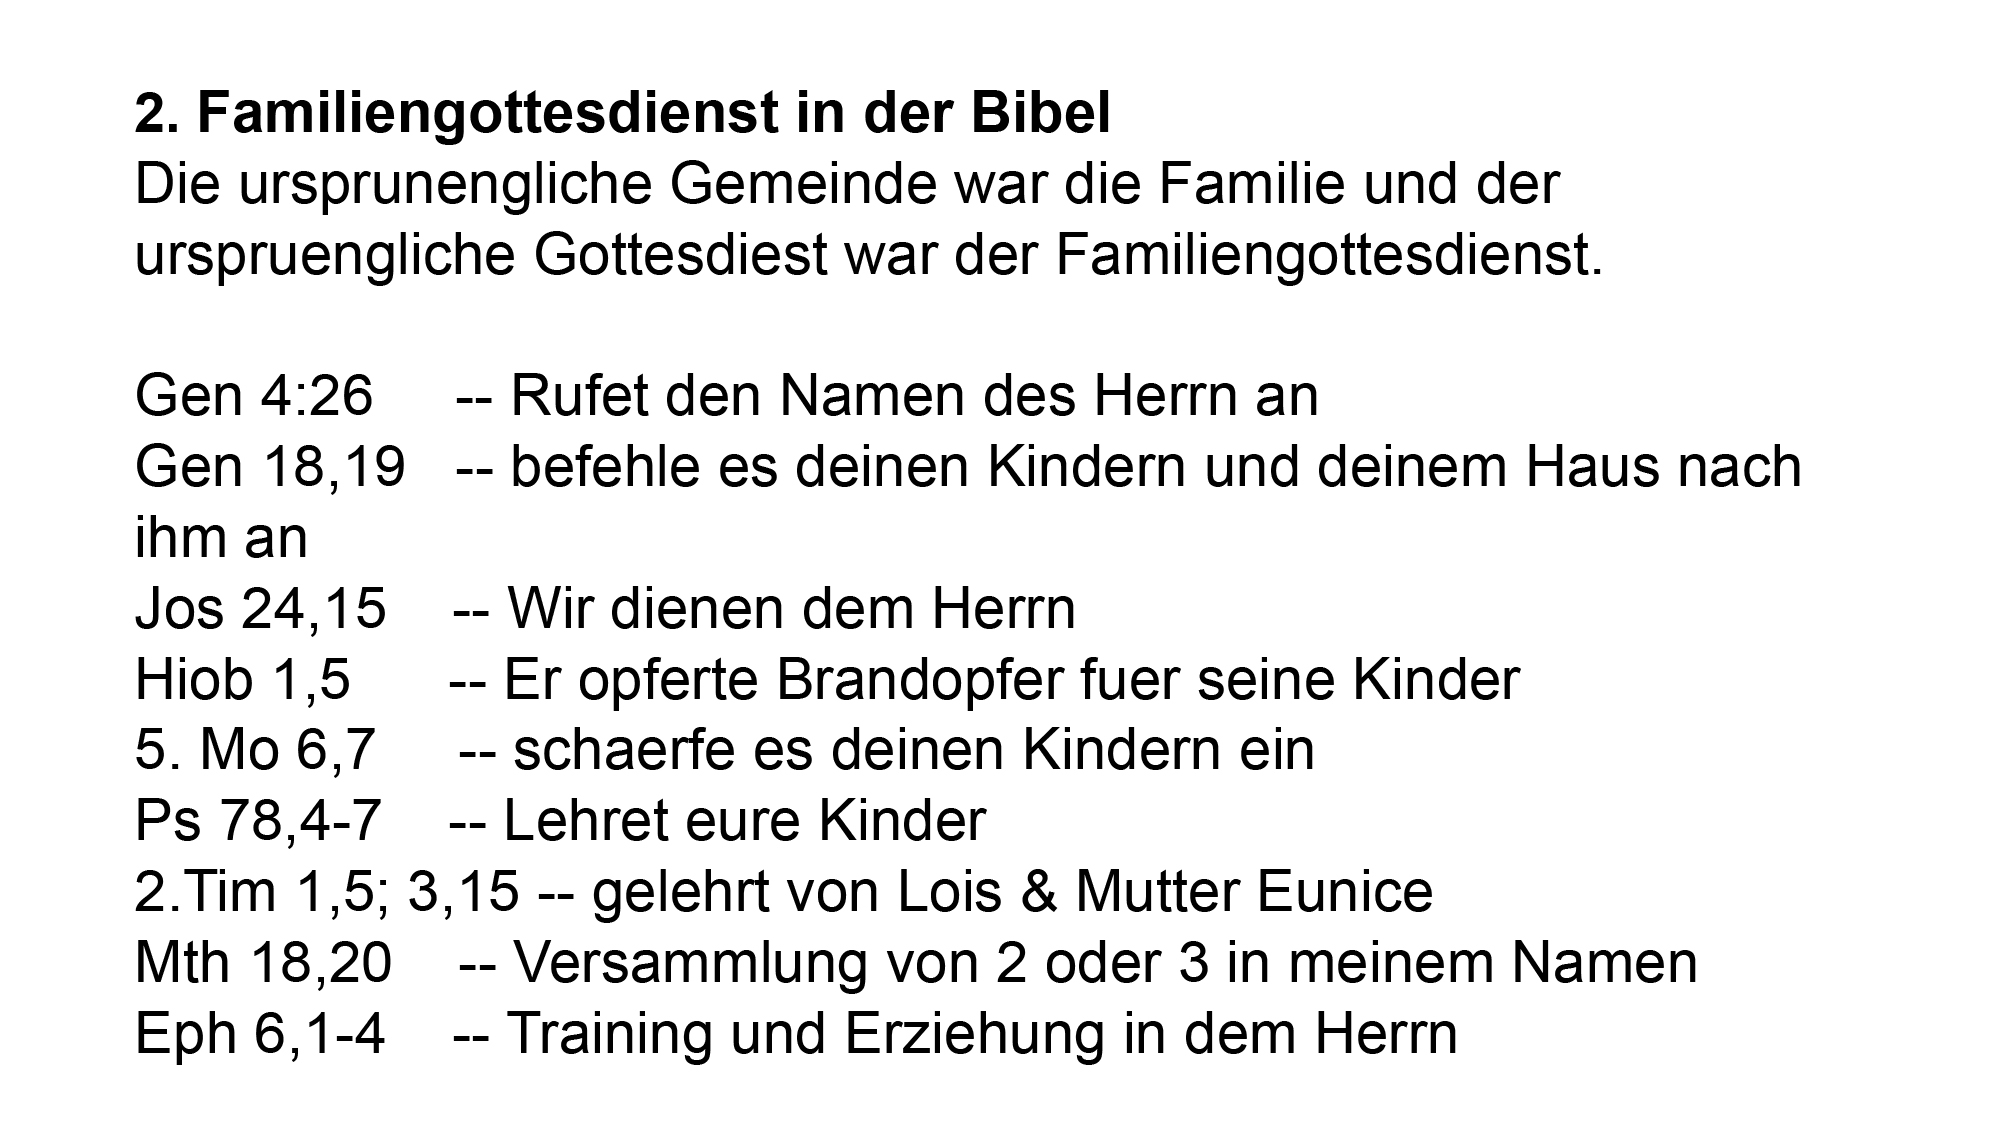 2. Familiengottesdienst in der Bibel
Die ursprunengliche Gemeinde war die Familie und der
urspruengliche Gottesdiest war der Familiengottesdienst.
Gen 4:26 -- Rufet den Namen des Herrn an
Gen 18,19 -- befehle es deinen Kindern und deinem Haus nach
ihm an
Jos 24,15 -- Wir dienen dem Herrn
Hiob 1,5 -- Er opferte Brandopfer fuer seine Kinder
5. Mo 6,7 -- schaerfe es deinen Kindern ein
Ps 78,4-7 -- Lehret eure Kinder
2.Tim 1,5; 3,15 -- gelehrt von Lois & Mutter Eunice
Mth 18,20 -- Versammlung von 2 oder 3 in meinem Namen
Eph 6,1-4 -- Training und Erziehung in dem Herrn